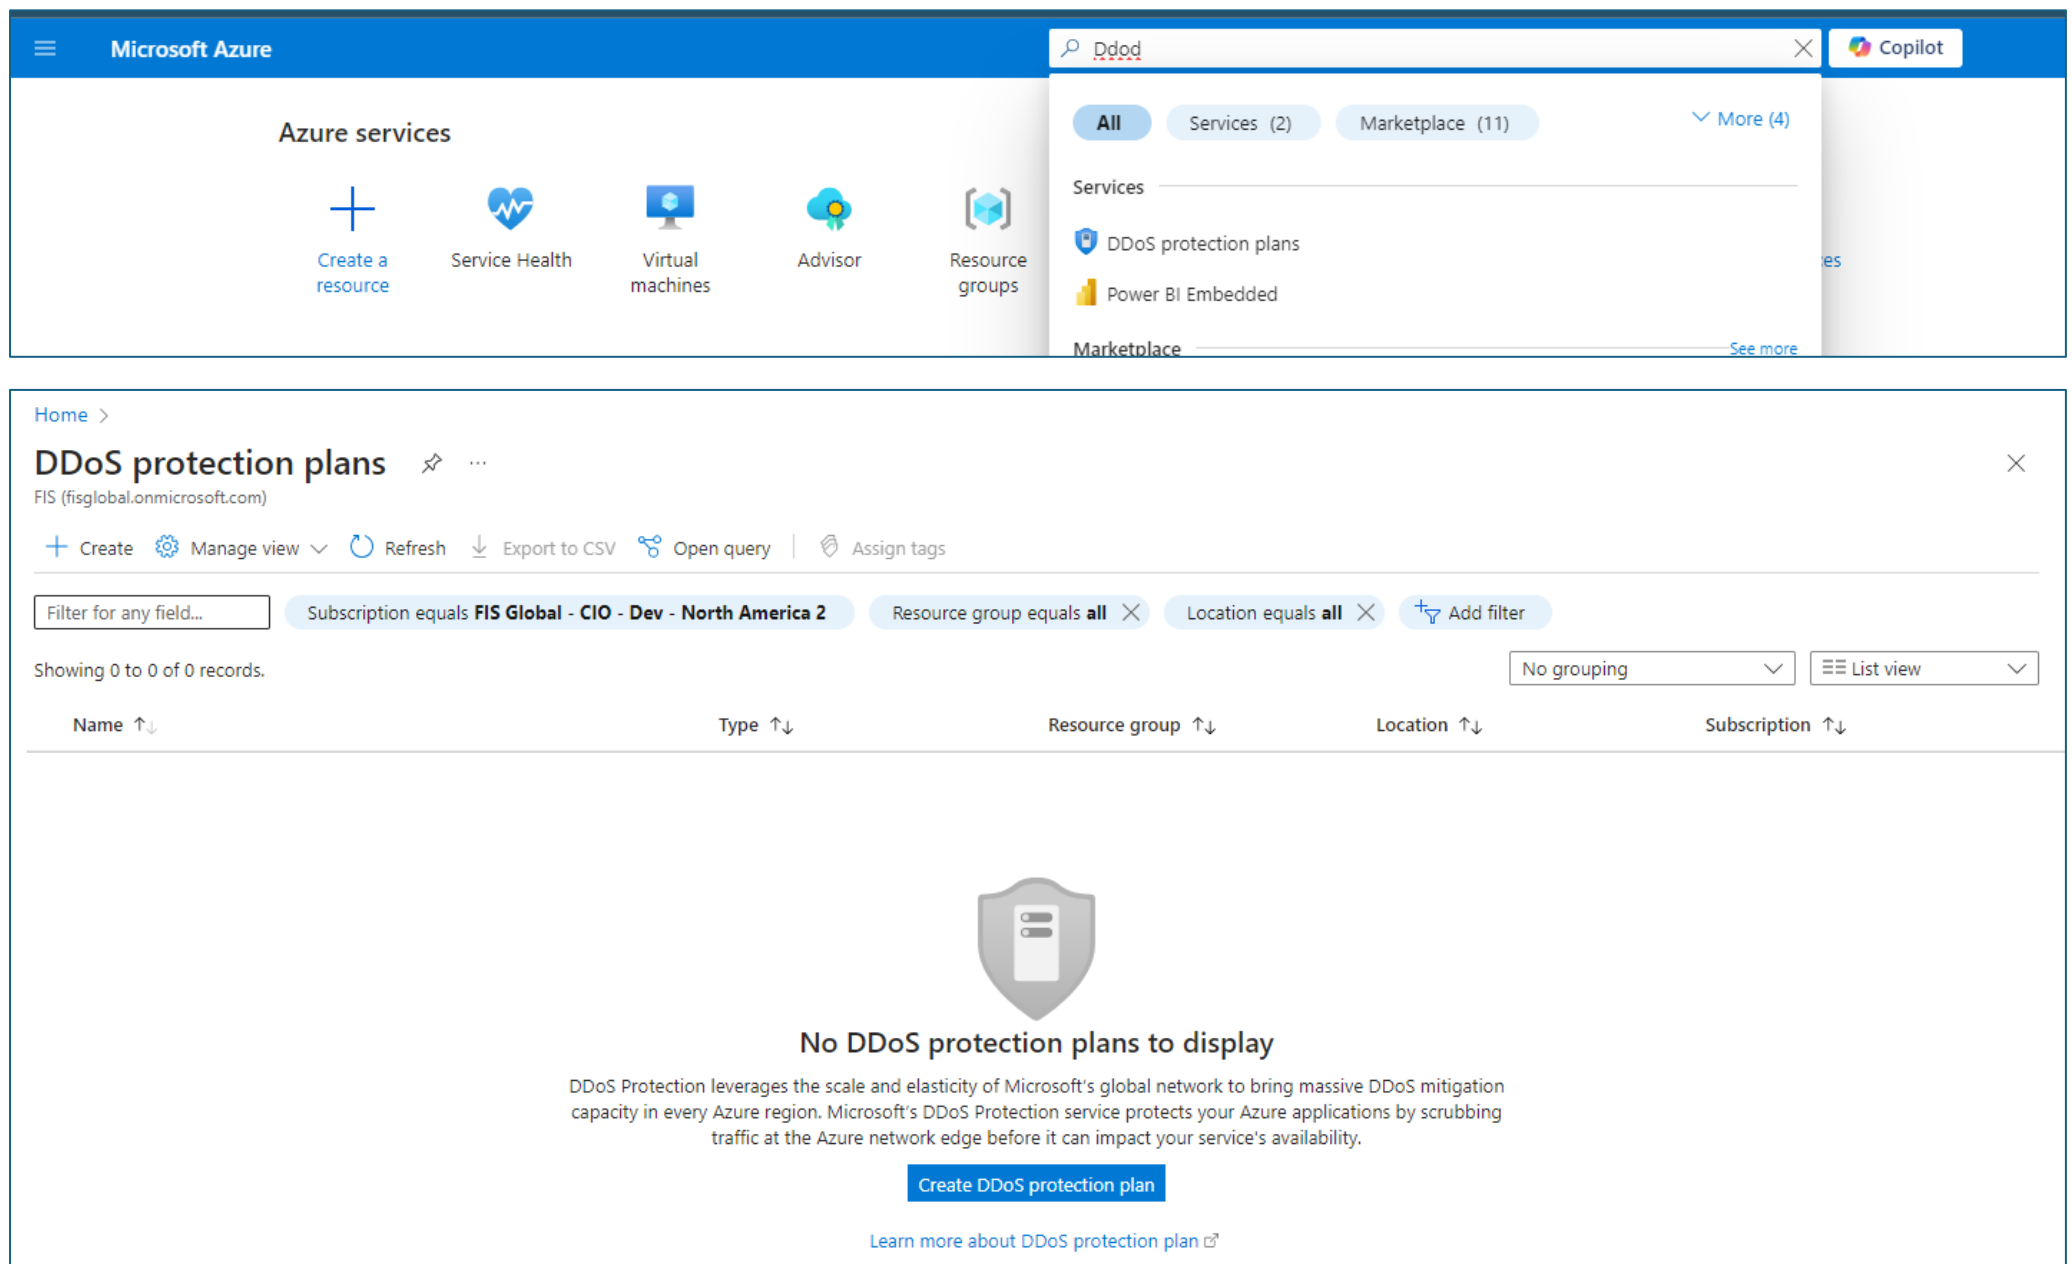 Microsoft Azure
Ddod
Copilot
All
Services (2)
Marketplace (11)
More (4)
Azure services
Services
Create a
resource
Service Health
Virtual
machines
Advisor
Resource
groups
DDoS protection plans
Power BI Embedded
es
Marketplace
See more
Home >
DDoS protection plans
FIS (fisglobal.onmicrosoft.com)
Create
Manage view
Refresh
Export to CSV
Open query
Assign tags
Filter for any field...
Subscription equals FIS Global - CIO - Dev - North America 2
Resource group equals all
Location equals all
Add filter
Showing 0 to 0 of 0 records.
No grouping
List view
Name
Type
Resource group
Location
Subscription
No DDoS protection plans to display
DDoS Protection leverages the scale and elasticity of Microsoft's global network to bring massive DDoS mitigation
capacity in every Azure region. Microsoft's DDoS Protection service protects your Azure applications by scrubbing
traffic at the Azure network edge before it can impact your service's availability.
Create DDoS protection plan
Learn more about DDoS protection plan